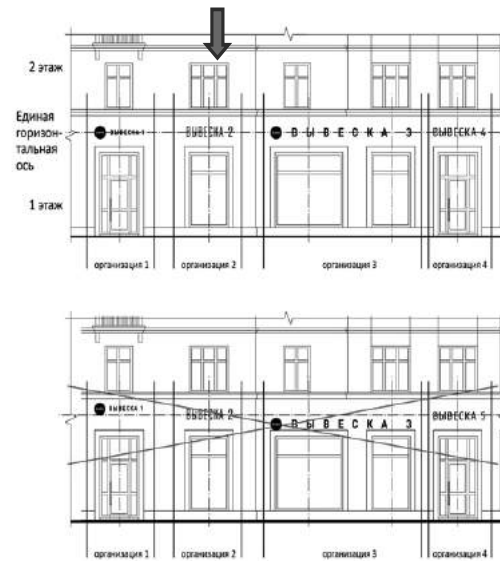 2 этаж
Единая
горизон-
тальная
ось
ВЫВЕСКА 1
ВЫВЕСКА 2
ВЫВЕСКА 3
ВЫВЕСКА 4
1 этаж
организация 1
организация 2
организация 3
организация 4
ВЫВЕСКА 1
ВЫВЕСКА 2
ВЫВЕСКА 3
ВЫВЕСКА 5
организация 1
организация 2
организация 3
организация 4